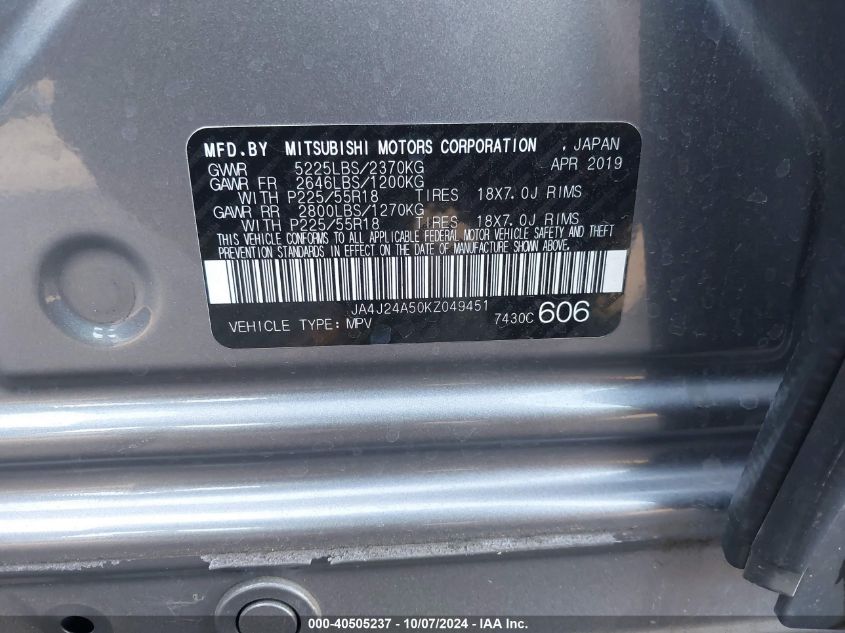 MFD.BY MITSUBISHI MOTORS CORPORATION , JAPAN
GVWR 5225LBS/2370KG APR 2019
GAWR FR 2646LBS/1200KG
WITH P225/55R18 TIRES 18X7.0J RIMS
GAWR RR 2800LBS/1270KG
WITH P225/55R18 TIRES 18X7.0J RIMS
THIS VEHICLE CONFORMS TO ALL APPLICABLE FEDERAL MOTOR VEHICLE SAFETY AND THEFT
PREVENTION STANDARDS IN EFFECT ON THE DATE OF MANUFACTURE SHOWN ABOVE.
JA4J24A50KZ049451
VEHICLE TYPE: MPV 7430C 606
000-40505237 - 10/07/2024 - IAA Inc.